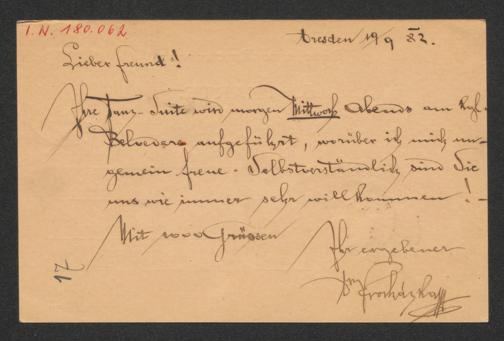 I.N. 180.062
Dresden 19/9 82.
Lieber Freund!
Ihre Tanz-Suite wird morgen Mittwoch Abends am Kgl.
Belvedere aufgeführt, worüber ich mich un-
gemein freue. Selbstverständlich sind Sie
uns wie immer sehr willkommen! -
Mit 1000 Grüssen
Ihr ergebener
Procházka
17